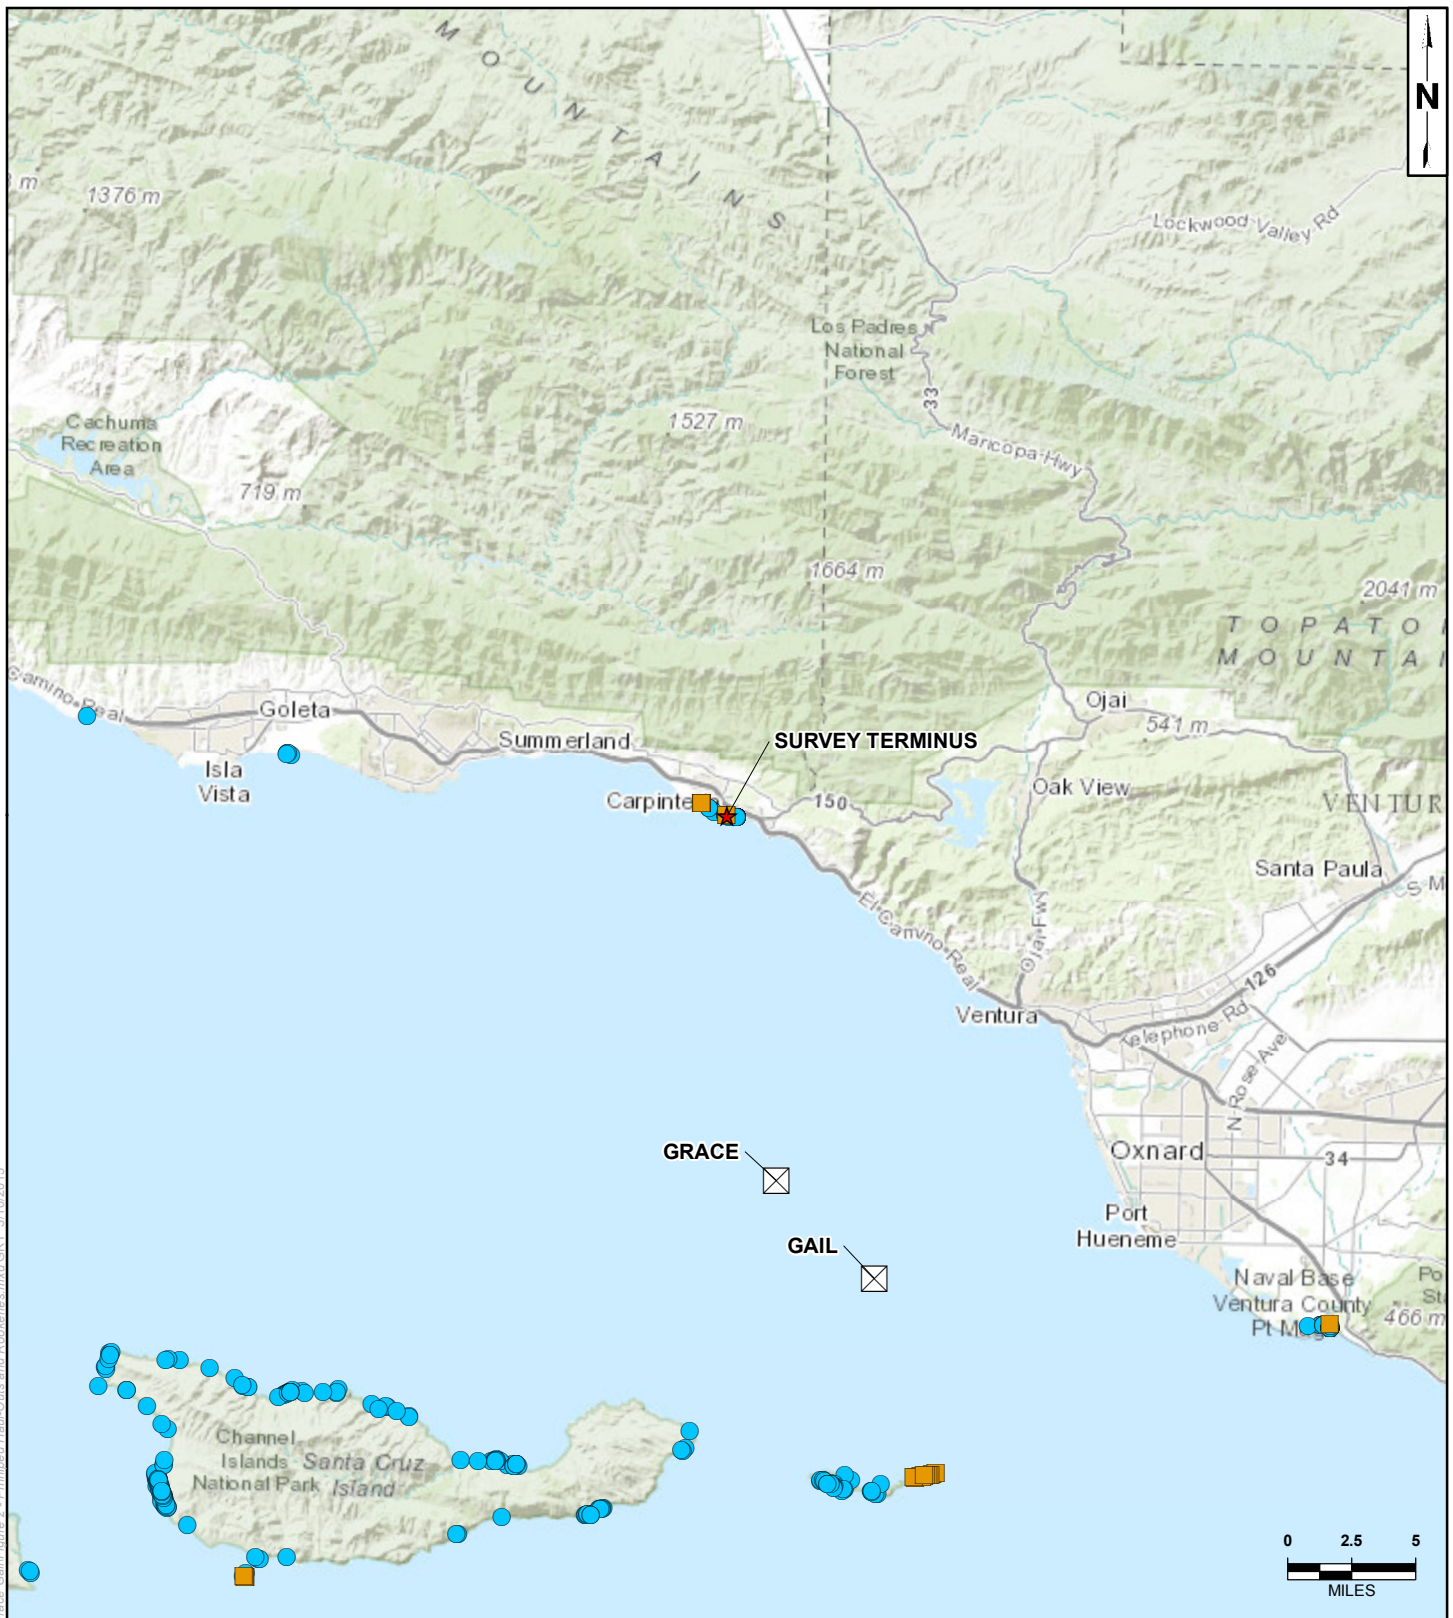 N
MOUNTAINS
1376 m
Lockwood Valley Rd
Los Padres
National
Forest
33
Maricopa Hwy
1527 m
Cachuma
Recreation
Area
719 m
1664 m
2041 m
MOUNTAI
Camino Real
Goleta
Summerland
SURVEY TERMINUS
Ojai
541 m
Isla
Vista
Carpinte
150
Oak View
VENTUR
Santa Paula
El Camino Real
Ojai Fwy
126
Ventura
Telephone Rd
N Rose Ave
GRACE
Oxnard
34
Port
Hueneme
GAIL
Naval Base
Ventura County
466 m
Channel
Islands
National Park
Santa Cruz
Island
0 2.5 5
MILES